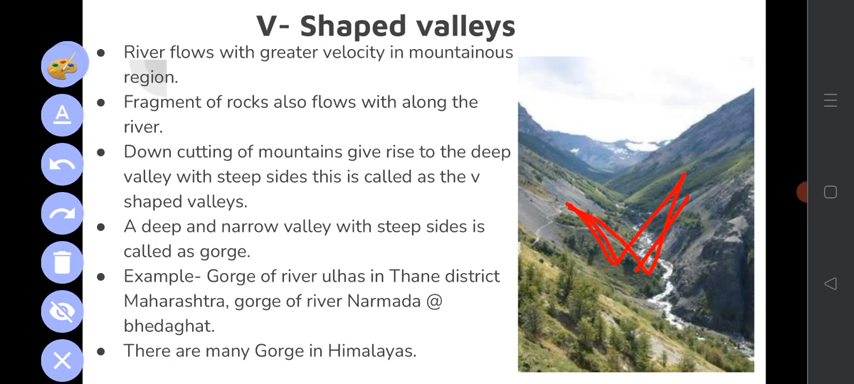 V- Shaped valleys
● River flows with greater velocity in mountainous
region.
● Fragment of rocks also flows with along the
river.
● Down cutting of mountains give rise to the deep
valley with steep sides this is called as the v
shaped valleys.
● A deep and narrow valley with steep sides is
called as gorge.
● Example- Gorge of river ulhas in Thane district
Maharashtra, gorge of river Narmada @
bhedaghat.
● There are many Gorge in Himalayas.